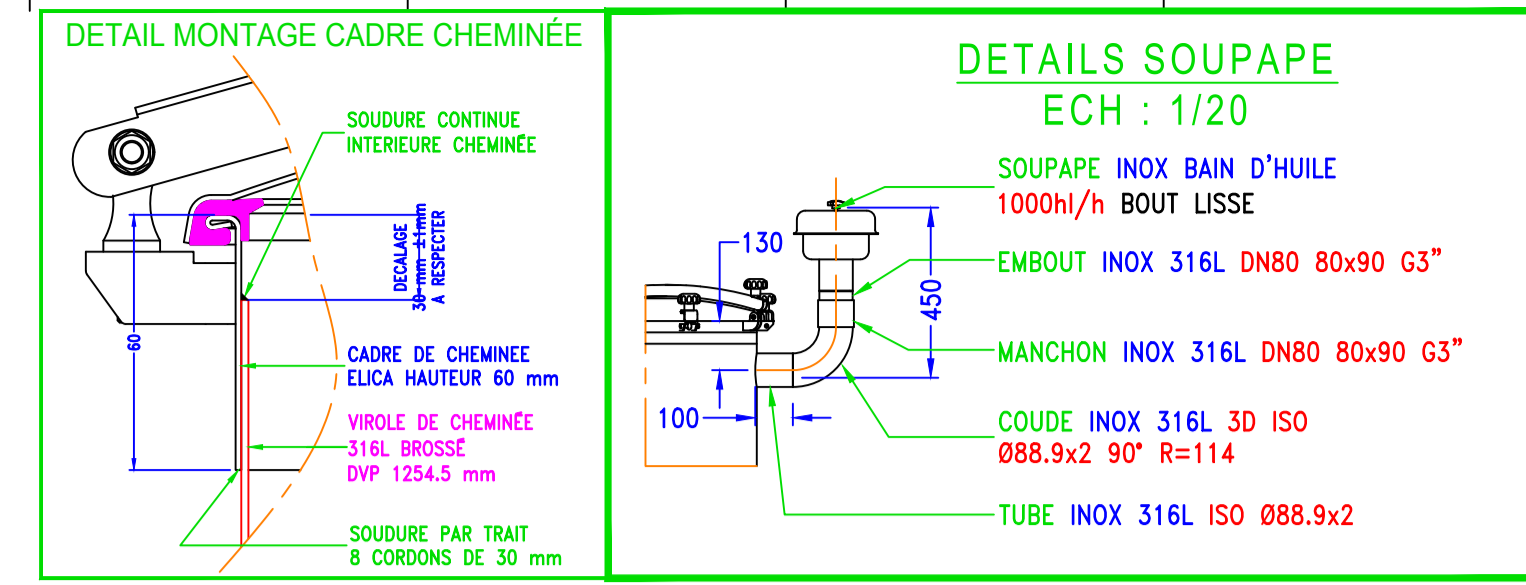 DETAIL MONTAGE CADRE CHEMINÉE
SOUDURE CONTINUE
INTERIEURE CHEMINÉE
DECALAGE
30 mm ±1mm
A RESPECTER
60
CADRE DE CHEMINEE
ELICA HAUTEUR 60 mm
VIROLE DE CHEMINÉE
316L BROSSÉ
DVP 1254.5 mm
SOUDURE PAR TRAIT
8 CORDONS DE 30 mm
DETAILS SOUPAPE
ECH : 1/20
SOUPAPE INOX BAIN D'HUILE
1000hl/h BOUT LISSE
130
EMBOUT INOX 316L DN80 80x90 G3"
450
MANCHON INOX 316L DN80 80x90 G3"
100
COUDE INOX 316L 3D ISO
Ø88.9x2 90° R=114
TUBE INOX 316L ISO Ø88.9x2